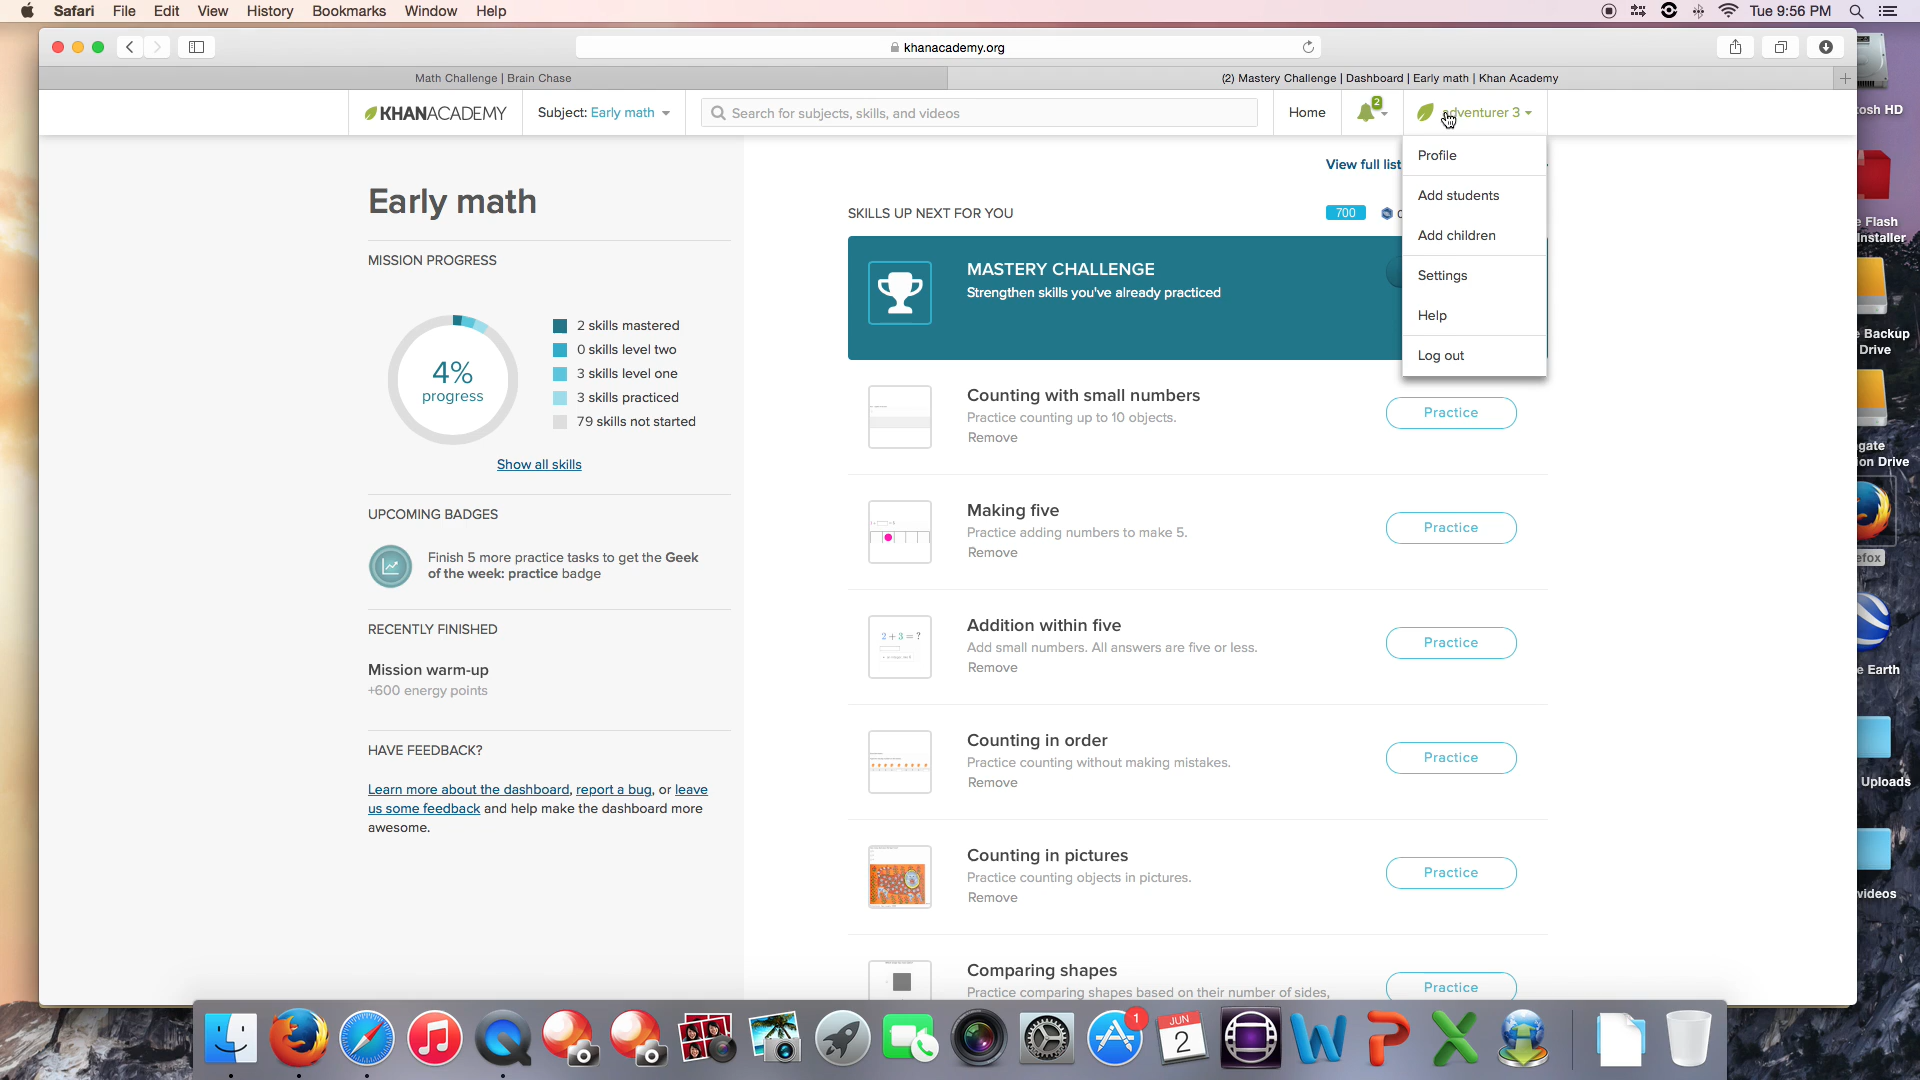 Safari File Edit View History Bookmarks Window Help
Tue 9:56 PM
khanacademy.org
Math Challenge | Brain Chase
(2) Mastery Challenge | Dashboard | Early math | Khan Academy
KHANACADEMY
Subject: Early math
Search for subjects, skills, and videos
Home
2
3
Profile
Add students
Add children
Settings
Help
Log out
Early math
MISSION PROGRESS
4%
progress
2 skills mastered
0 skills level two
3 skills level one
3 skills practiced
79 skills not started
Show all skills
UPCOMING BADGES
Finish 5 more practice tasks to get the Geek
of the week: practice badge
RECENTLY FINISHED
Mission warm-up
+600 energy points
HAVE FEEDBACK?
Learn more about the dashboard, report a bug, or leave
us some feedback and help make the dashboard more
awesome.
View full list
SKILLS UP NEXT FOR YOU
700
MASTERY CHALLENGE
Strengthen skills you've already practiced
Counting with small numbers
Practice counting up to 10 objects.
Remove
Practice
Making five
Practice adding numbers to make 5.
Remove
Practice
Addition within five
Add small numbers. All answers are five or less.
Remove
Practice
2 + 3 = ?
Counting in order
Practice counting without making mistakes.
Remove
Practice
Counting in pictures
Practice counting objects in pictures.
Remove
Practice
Comparing shapes
Practice comparing shapes based on their number of sides,
Practice
HD
Flash
Installer
Backup
Drive
Drive
Earth
Uploads
videos
1
JUN
2